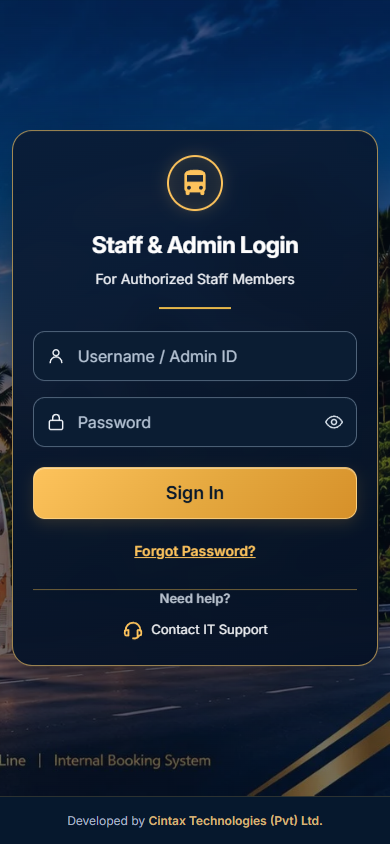 Staff & Admin Login
For Authorized Staff Members
Username / Admin ID
Password
Sign In
Forgot Password?
Need help?
Contact IT Support
Line | Internal Booking System
Developed by Cintax Technologies (Pvt) Ltd.